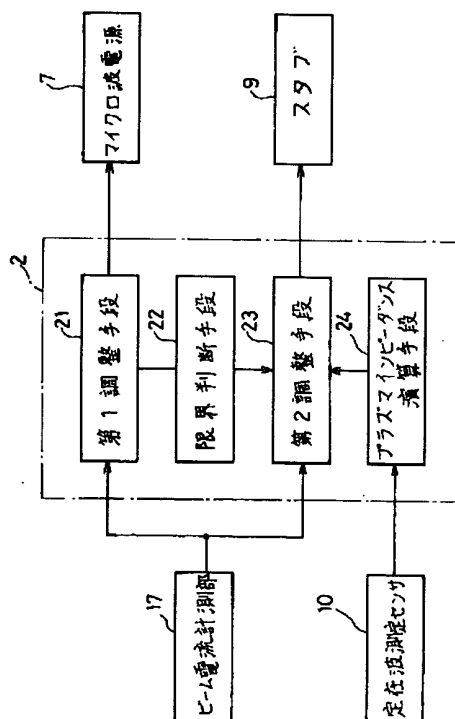 17
ビーム電流計測部
10
定在波測定センサ
2
21
第1調整手段
22
限界判断手段
23
第2調整手段
24
プラズマインピーダンス
演算手段
7
マイクロ波電源
9
スタブ